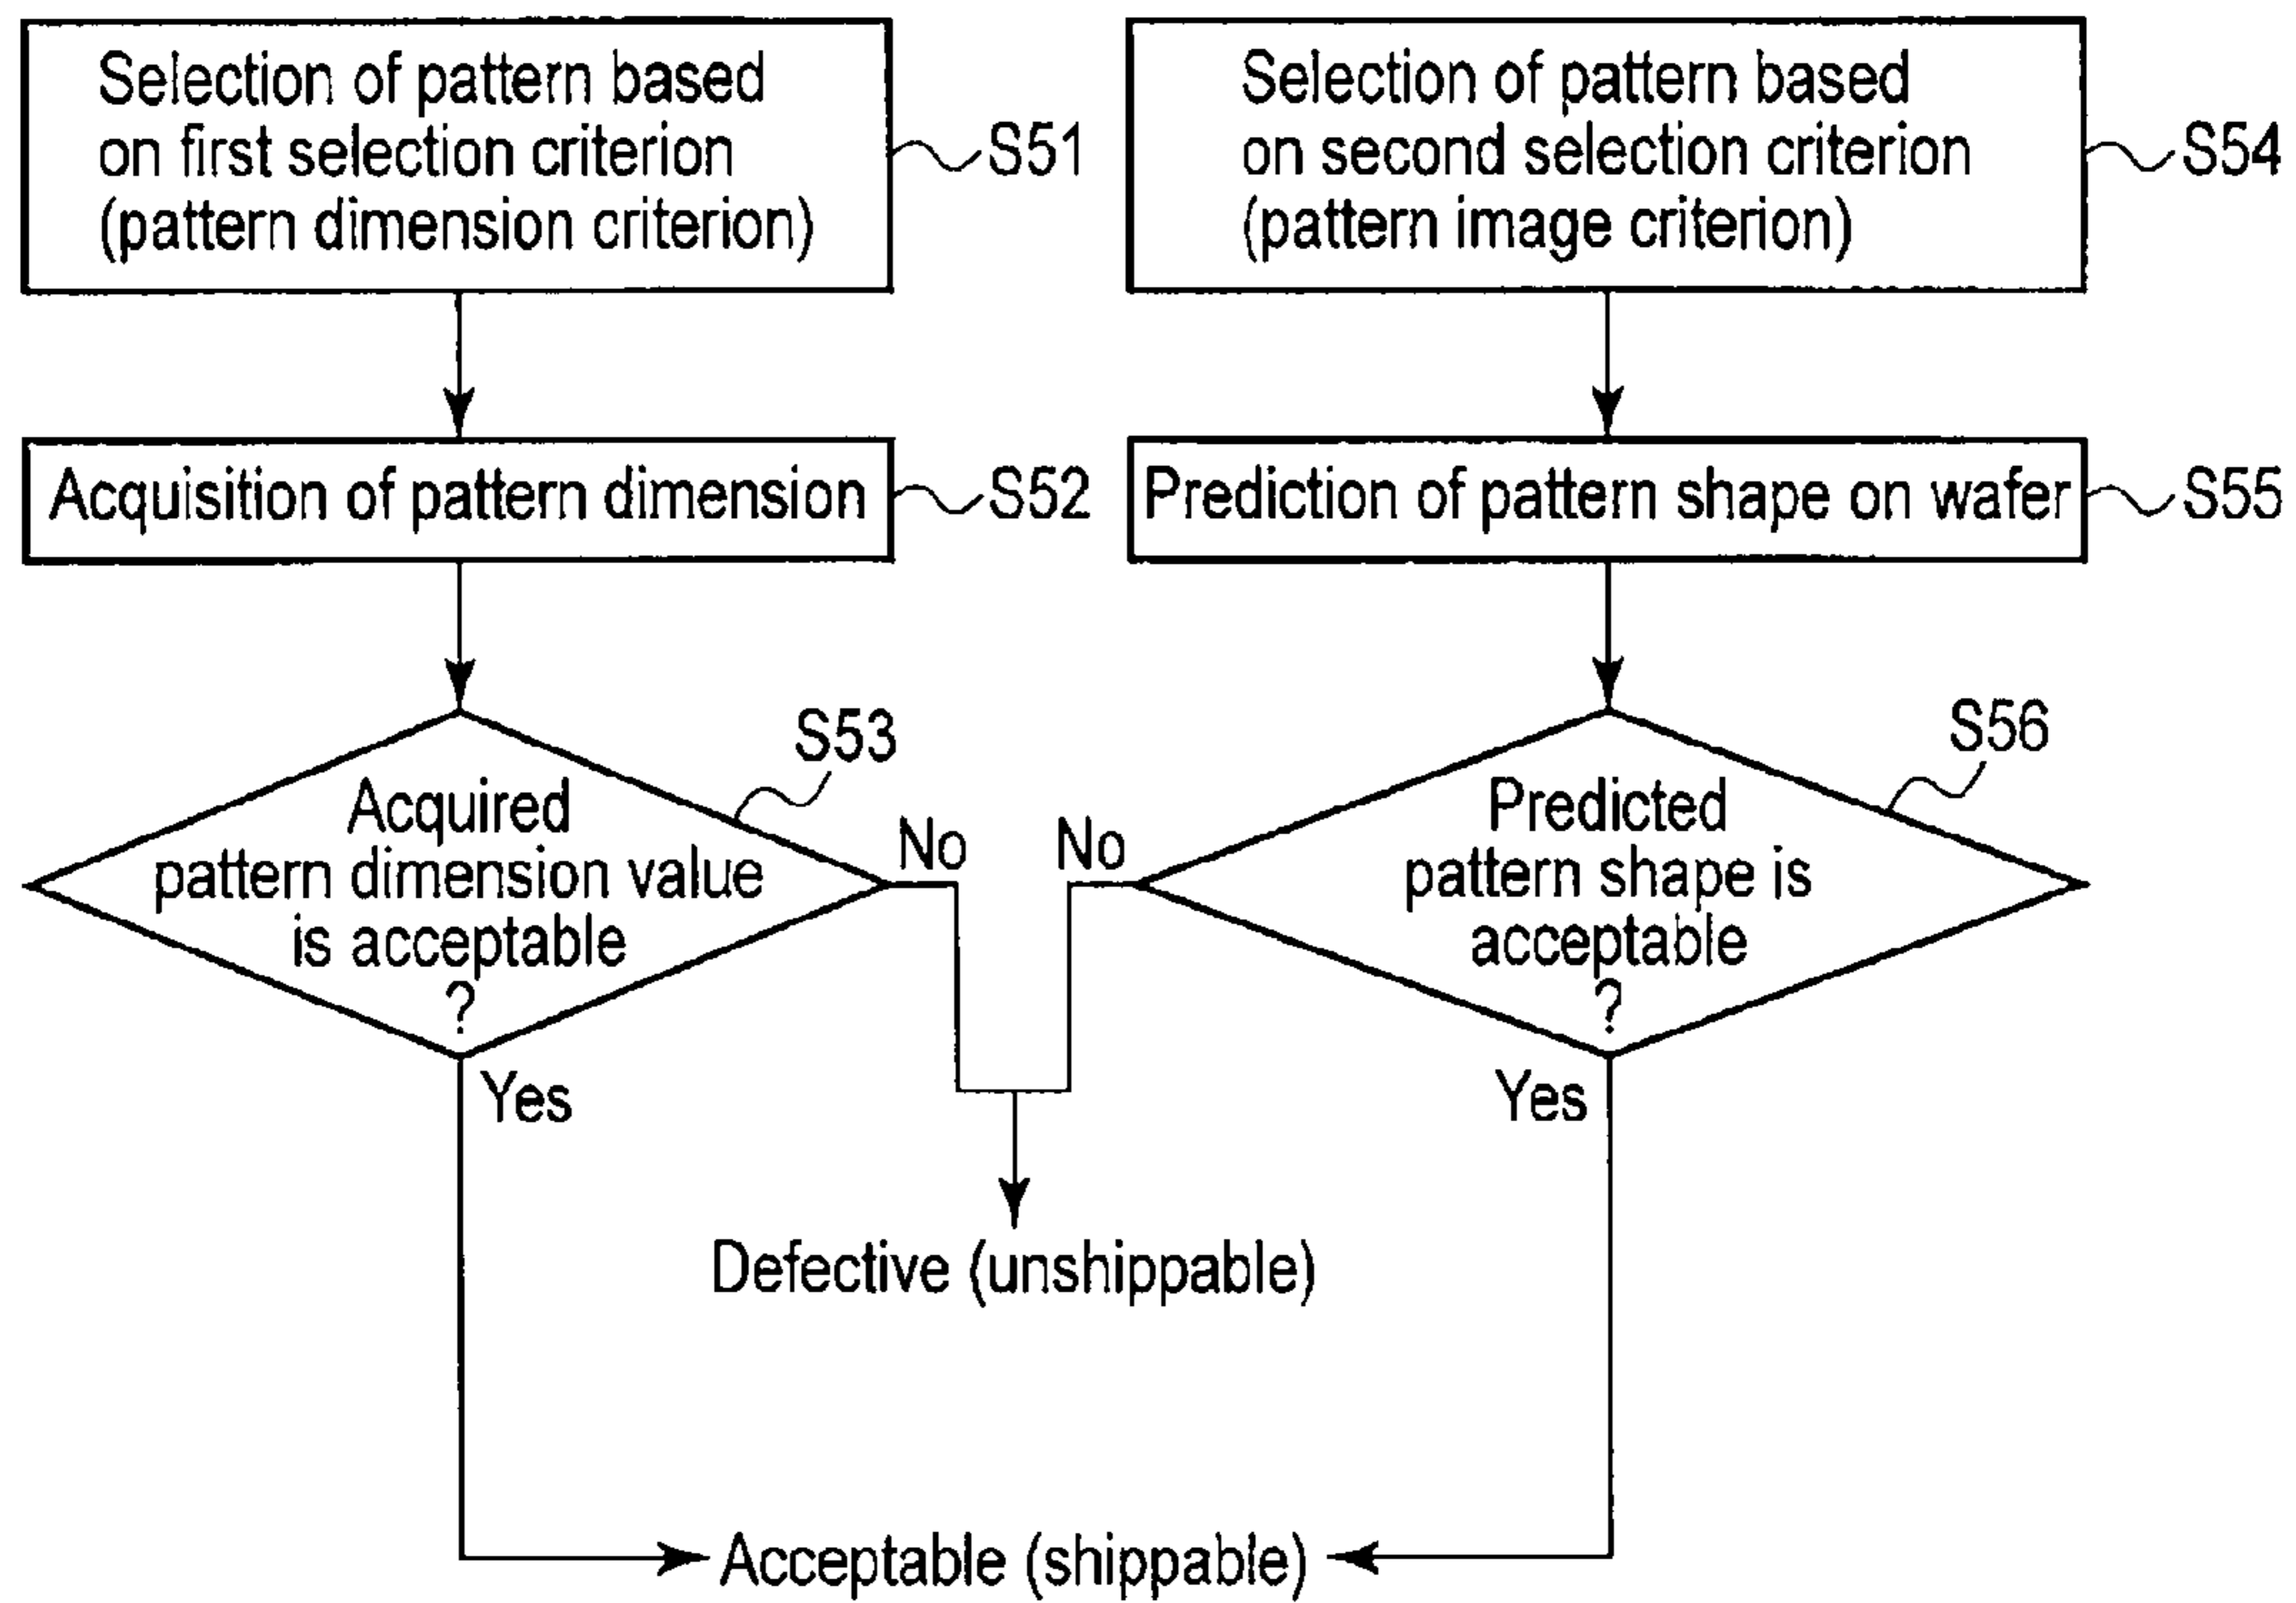 Selection of pattern based
on first selection criterion
(pattern dimension criterion)
S51
Acquisition of pattern dimension
S52
Acquired
pattern dimension value
is acceptable
?
S53
No
Yes
Selection of pattern based
on second selection criterion
(pattern image criterion)
S54
Prediction of pattern shape on wafer
S55
Predicted
pattern shape is
acceptable
?
S56
No
Yes
Defective (unshippable)
Acceptable (shippable)